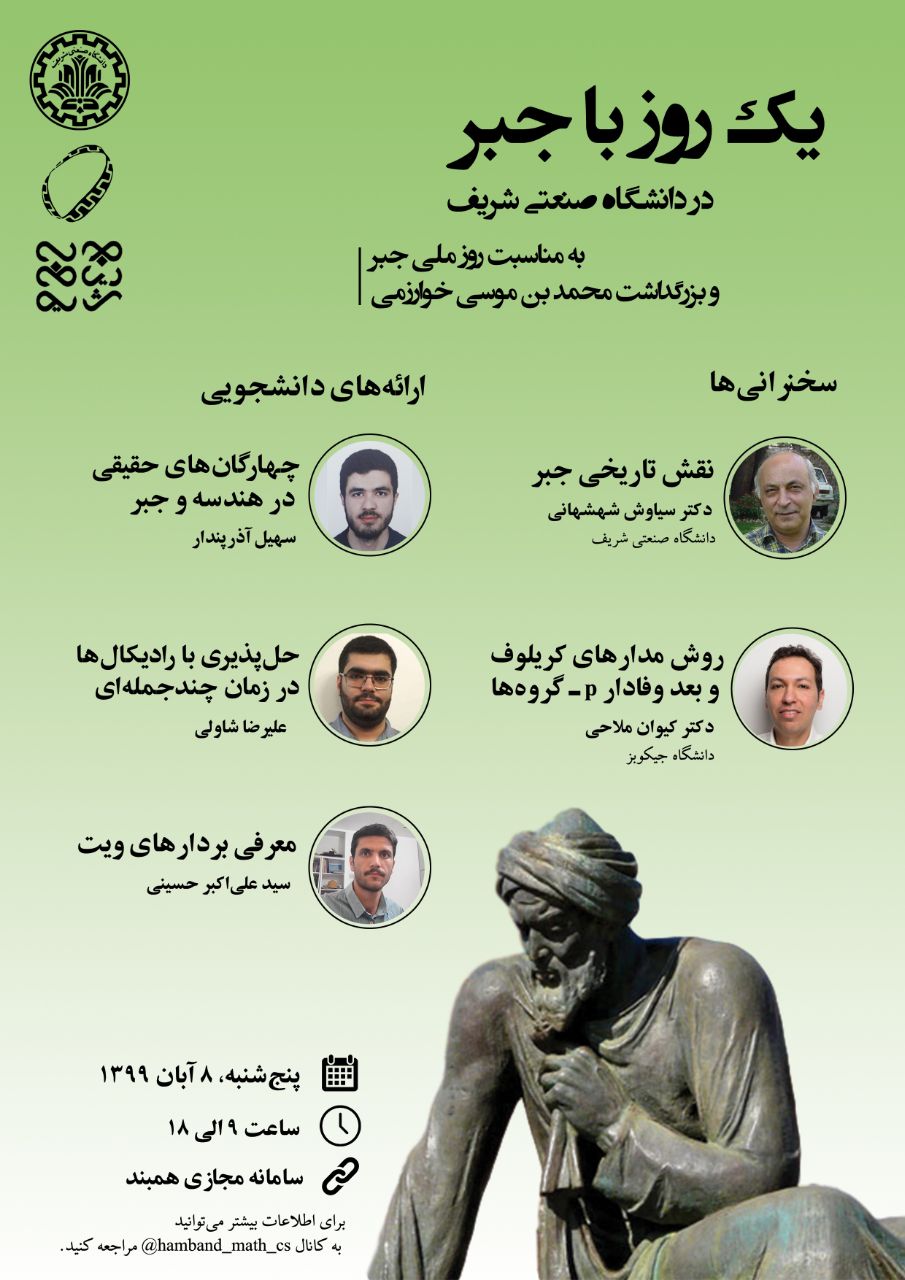 یک روز با جبر
در دانشگاه صنعتی شریف
به مناسبت روز ملی جبر
و بزرگداشت محمد بن موسی خوارزمی
سخنرانی‌ها
نقش تاریخی جبر
دکتر سیاوش شهشهانی
دانشگاه صنعتی شریف
روش مدارهای کریلوف
و بعد وفادار p - گروه‌ها
دکتر کیوان ملاحی
دانشگاه جیکوبز
ارائه‌های دانشجویی
چهارگان‌های حقیقی
در هندسه و جبر
سهیل آذرپندار
حل‌پذیری با رادیکال‌ها
در زمان چندجمله‌ای
علیرضا شاولی
معرفی بردارهای ویت
سید علی‌اکبر حسینی
پنج‌شنبه، ۸ آبان ۱۳۹۹
ساعت ۹ الی ۱۸
سامانه مجازی همبند
برای اطلاعات بیشتر می‌توانید
به کانال @hamband_math_cs مراجعه کنید.
دانشگاه صنعتی شریف